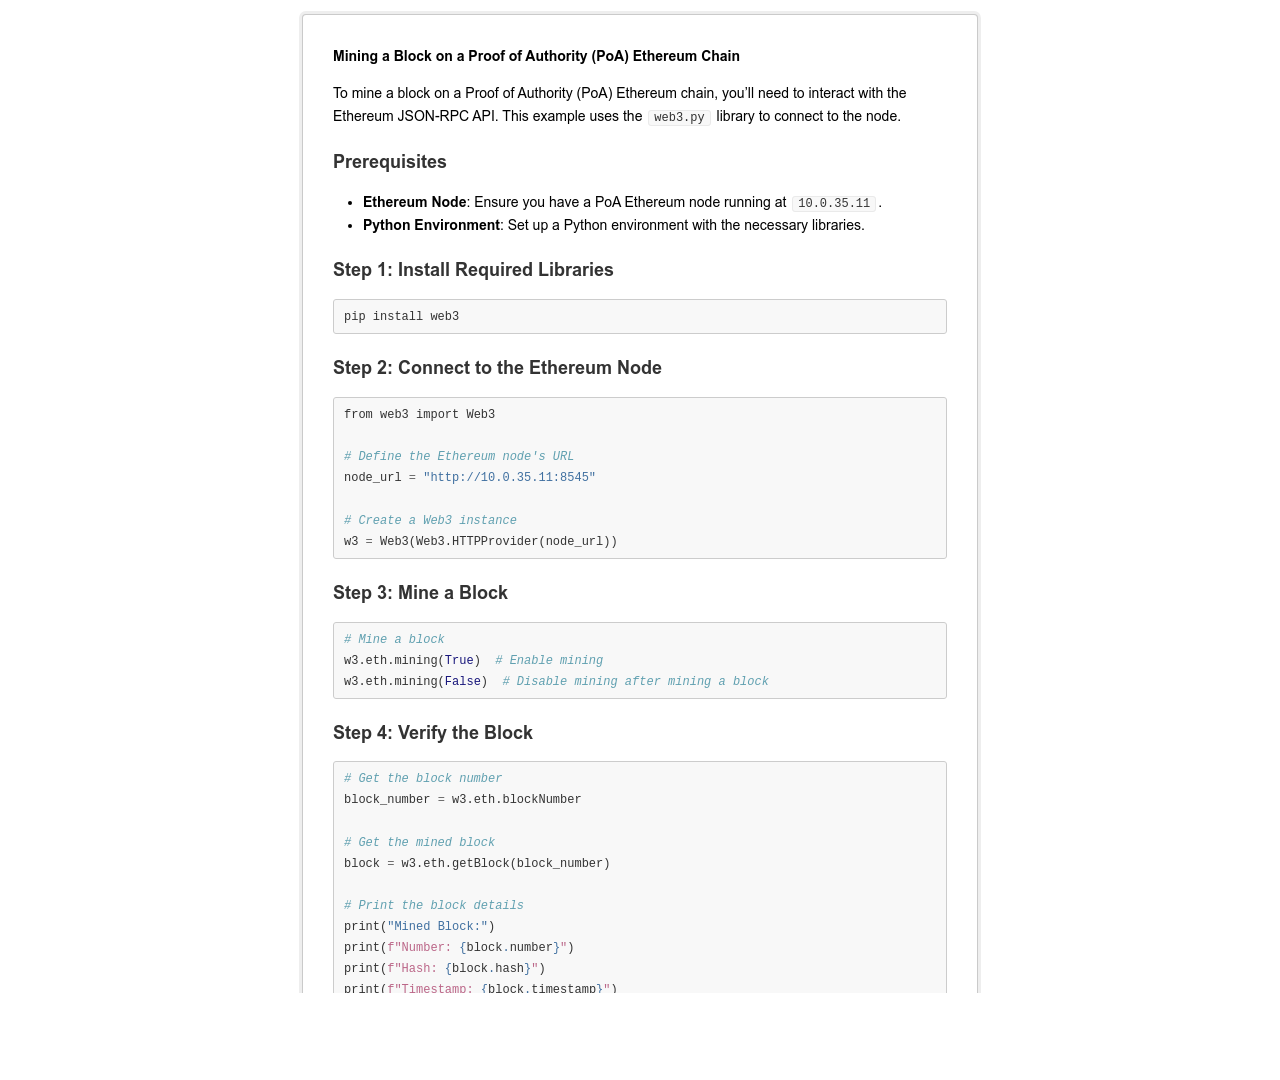 Mining a Block on a Proof of Authority (PoA) Ethereum Chain
To mine a block on a Proof of Authority (PoA) Ethereum chain, you’ll need to interact with the
Ethereum JSON-RPC API. This example uses the web3.py library to connect to the node.
Prerequisites
• Ethereum Node: Ensure you have a PoA Ethereum node running at 10.0.35.11.
• Python Environment: Set up a Python environment with the necessary libraries.
Step 1: Install Required Libraries
pip install web3
Step 2: Connect to the Ethereum Node
from web3 import Web3
# Define the Ethereum node's URL
node_url = "http://10.0.35.11:8545"
# Create a Web3 instance
w3 = Web3(Web3.HTTPProvider(node_url))
Step 3: Mine a Block
# Mine a block
w3.eth.mining(True)  # Enable mining
w3.eth.mining(False)  # Disable mining after mining a block
Step 4: Verify the Block
# Get the block number
block_number = w3.eth.blockNumber
# Get the mined block
block = w3.eth.getBlock(block_number)
# Print the block details
print("Mined Block:")
print(f"Number: {block.number}")
print(f"Hash: {block.hash}")
print(f"Timestamp: {block.timestamp}")